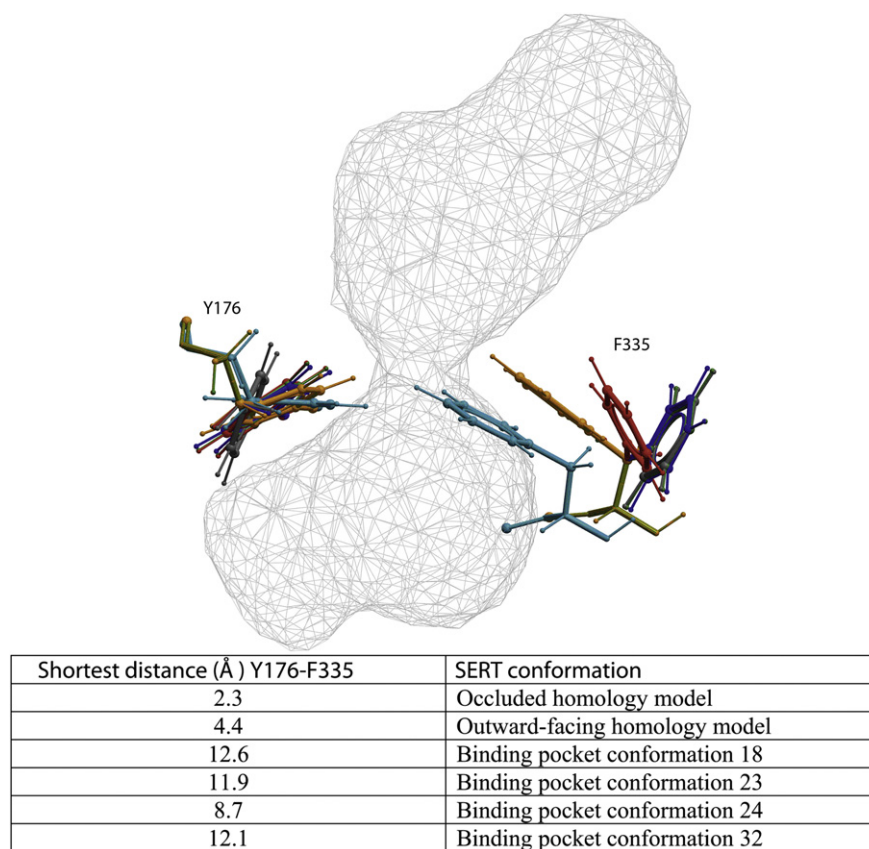 Y176
F335
Shortest distance (Å ) Y176-F335 SERT conformation
2.3 Occluded homology model
4.4 Outward-facing homology model
12.6 Binding pocket conformation 18
11.9 Binding pocket conformation 23
8.7 Binding pocket conformation 24
12.1 Binding pocket conformation 32